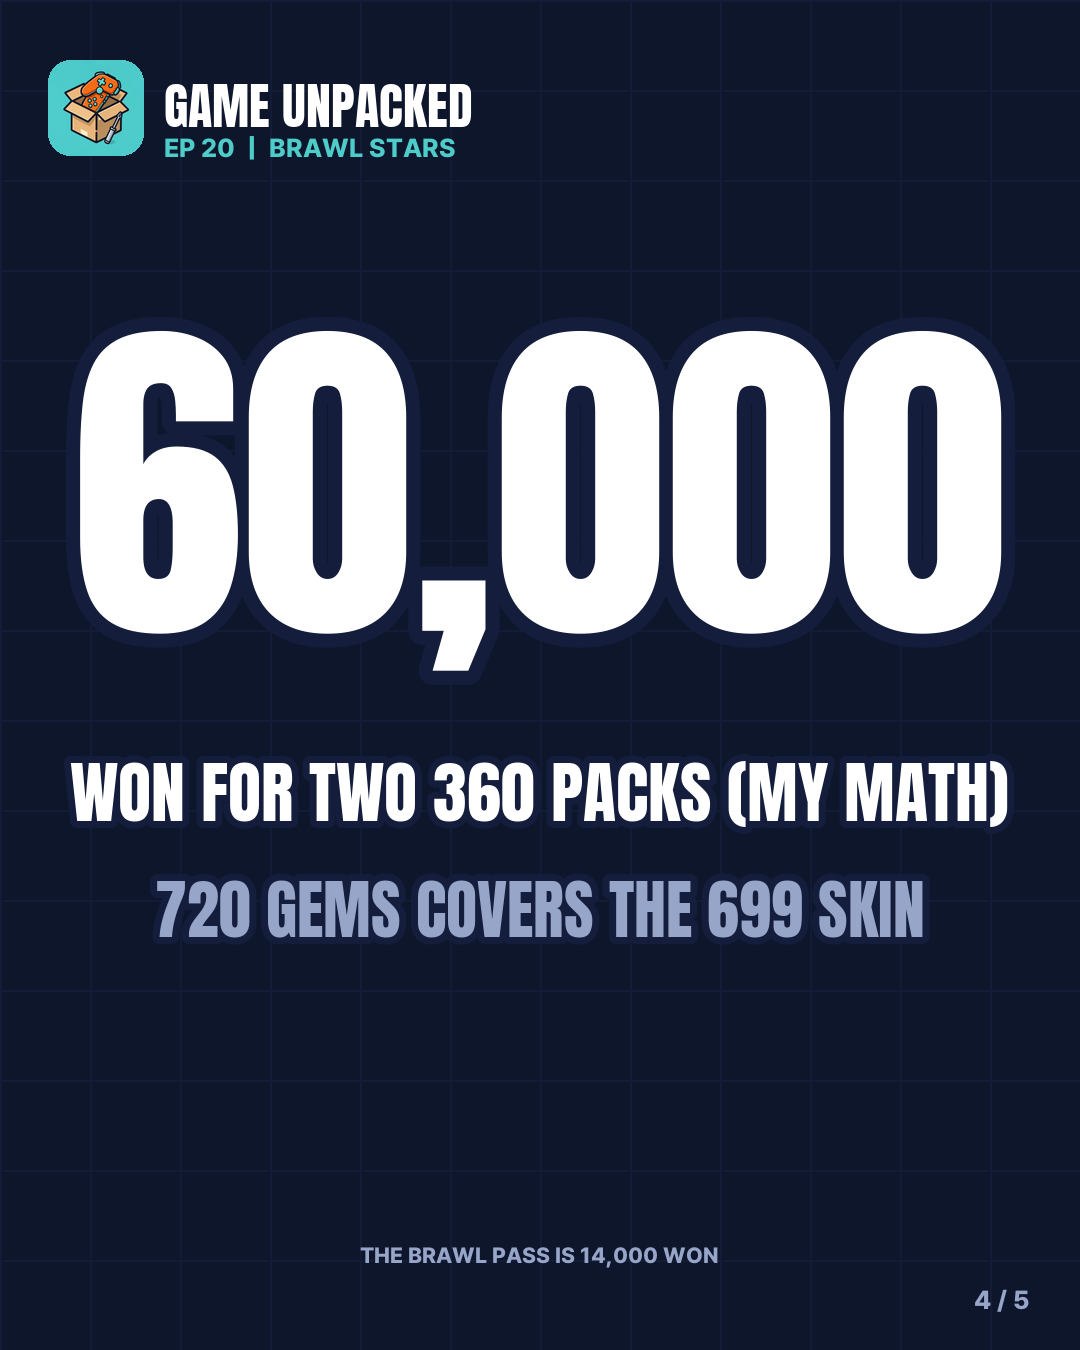 GAME UNPACKED
EP 20 | BRAWL STARS
60,000
WON FOR TWO 360 PACKS (MY MATH)
720 GEMS COVERS THE 699 SKIN
THE BRAWL PASS IS 14,000 WON
4 / 5